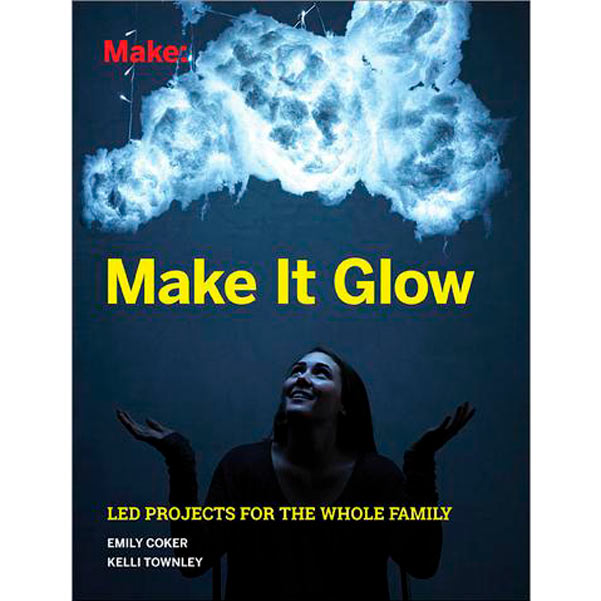 Make:
Make It Glow
LED PROJECTS FOR THE WHOLE FAMILY
EMILY COKER
KELLI TOWNLEY